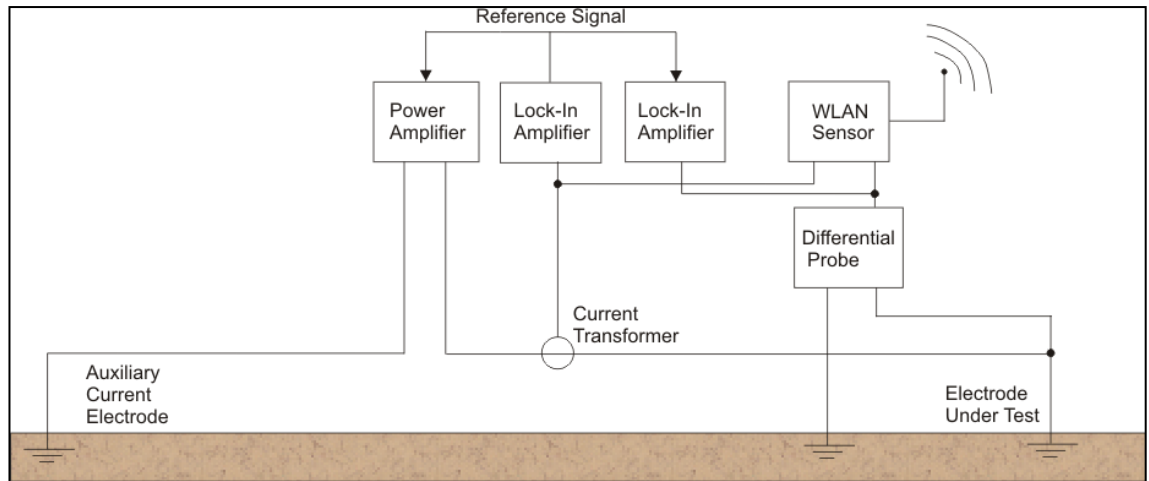 Reference Signal
Power
Amplifier
Lock-In
Amplifier
Lock-In
Amplifier
WLAN
Sensor
Differential
Probe
Current
Transformer
Auxiliary
Current
Electrode
Electrode
Under Test